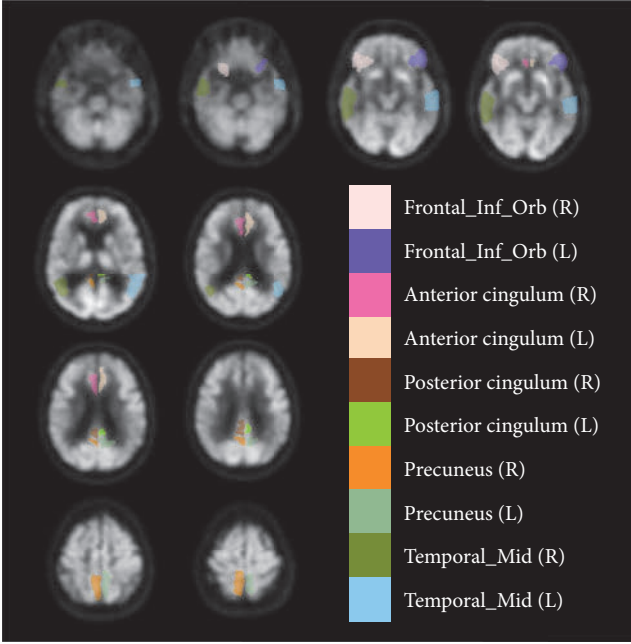 Frontal_Inf_Orb (R)
Frontal_Inf_Orb (L)
Anterior cingulum (R)
Anterior cingulum (L)
Posterior cingulum (R)
Posterior cingulum (L)
Precuneus (R)
Precuneus (L)
Temporal_Mid (R)
Temporal_Mid (L)